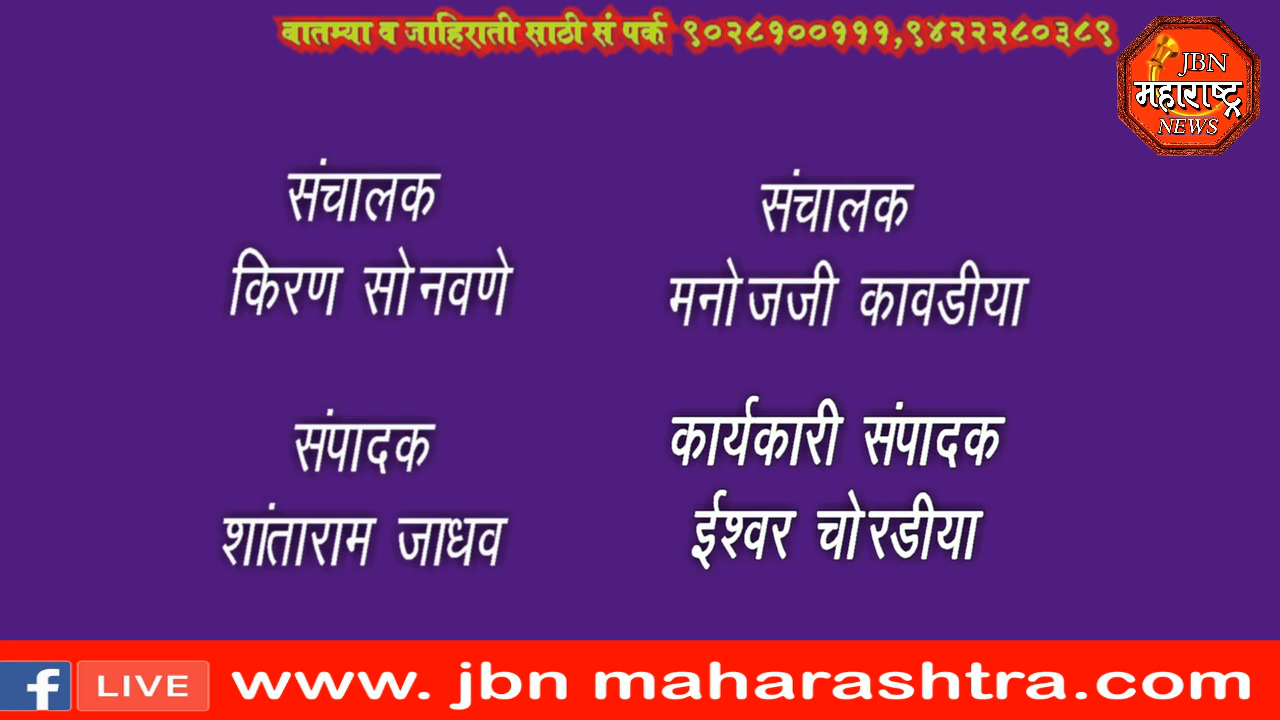 बातम्या व जाहिराती साठी सं पर्क ९०२८१००१११,९४२२२८०३८९
JBN
महाराष्ट्र
NEWS
संचालक
किरण सोनवणे
संचालक
मनोजजी कावडीया
संपादक
शांताराम जाधव
कार्यकारी संपादक
ईश्वर चोरडीया
f LIVE www. jbn maharashtra.com